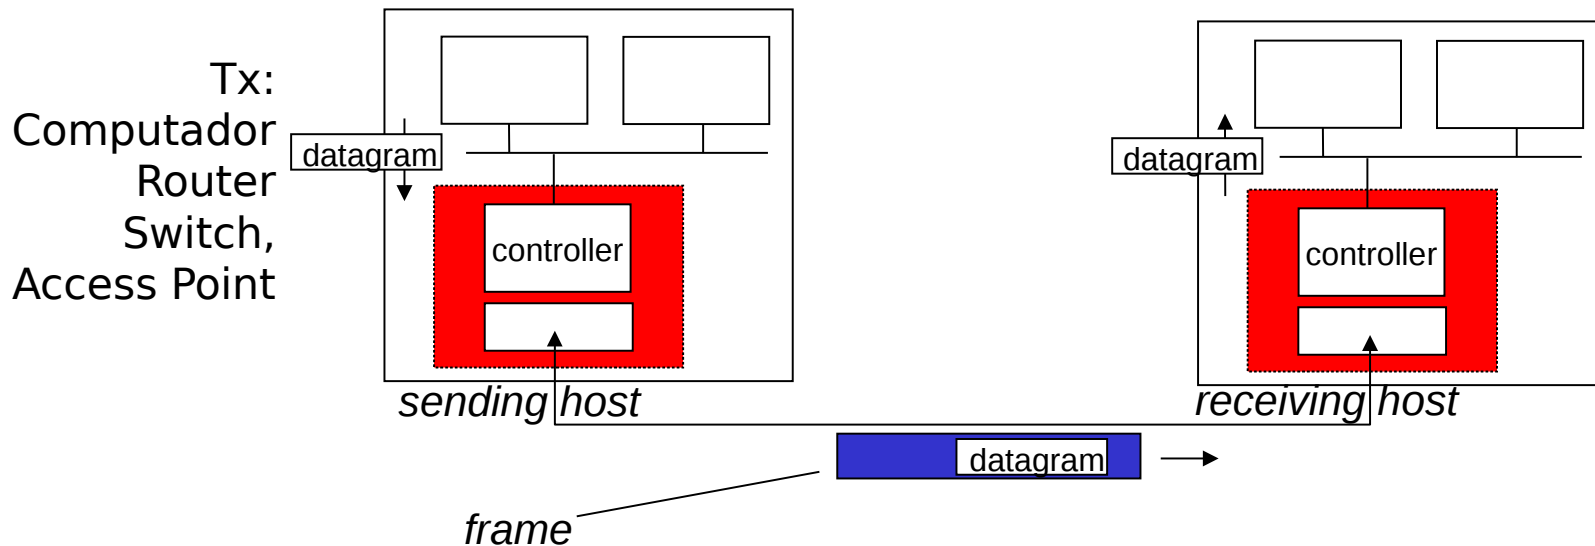 Tx:
Computador
Router
Switch,
Access Point
datagram
controller
sending host
datagram
controller
receiving host
datagram
frame